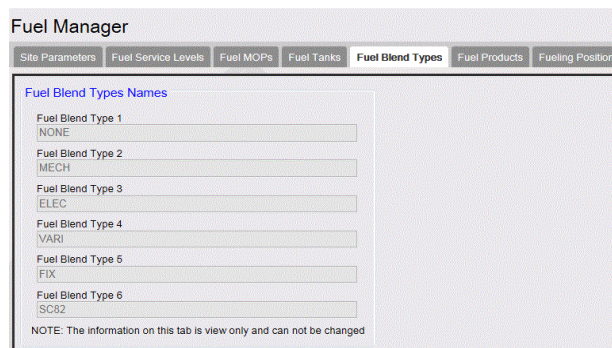 Fuel Manager
Site Parameters Fuel Service Levels Fuel MOPs Fuel Tanks Fuel Blend Types Fuel Products Fueling Position
Fuel Blend Types Names
Fuel Blend Type 1
NONE
Fuel Blend Type 2
MECH
Fuel Blend Type 3
ELEC
Fuel Blend Type 4
VARI
Fuel Blend Type 5
FIX
Fuel Blend Type 6
SC82
NOTE: The information on this tab is view only and can not be changed